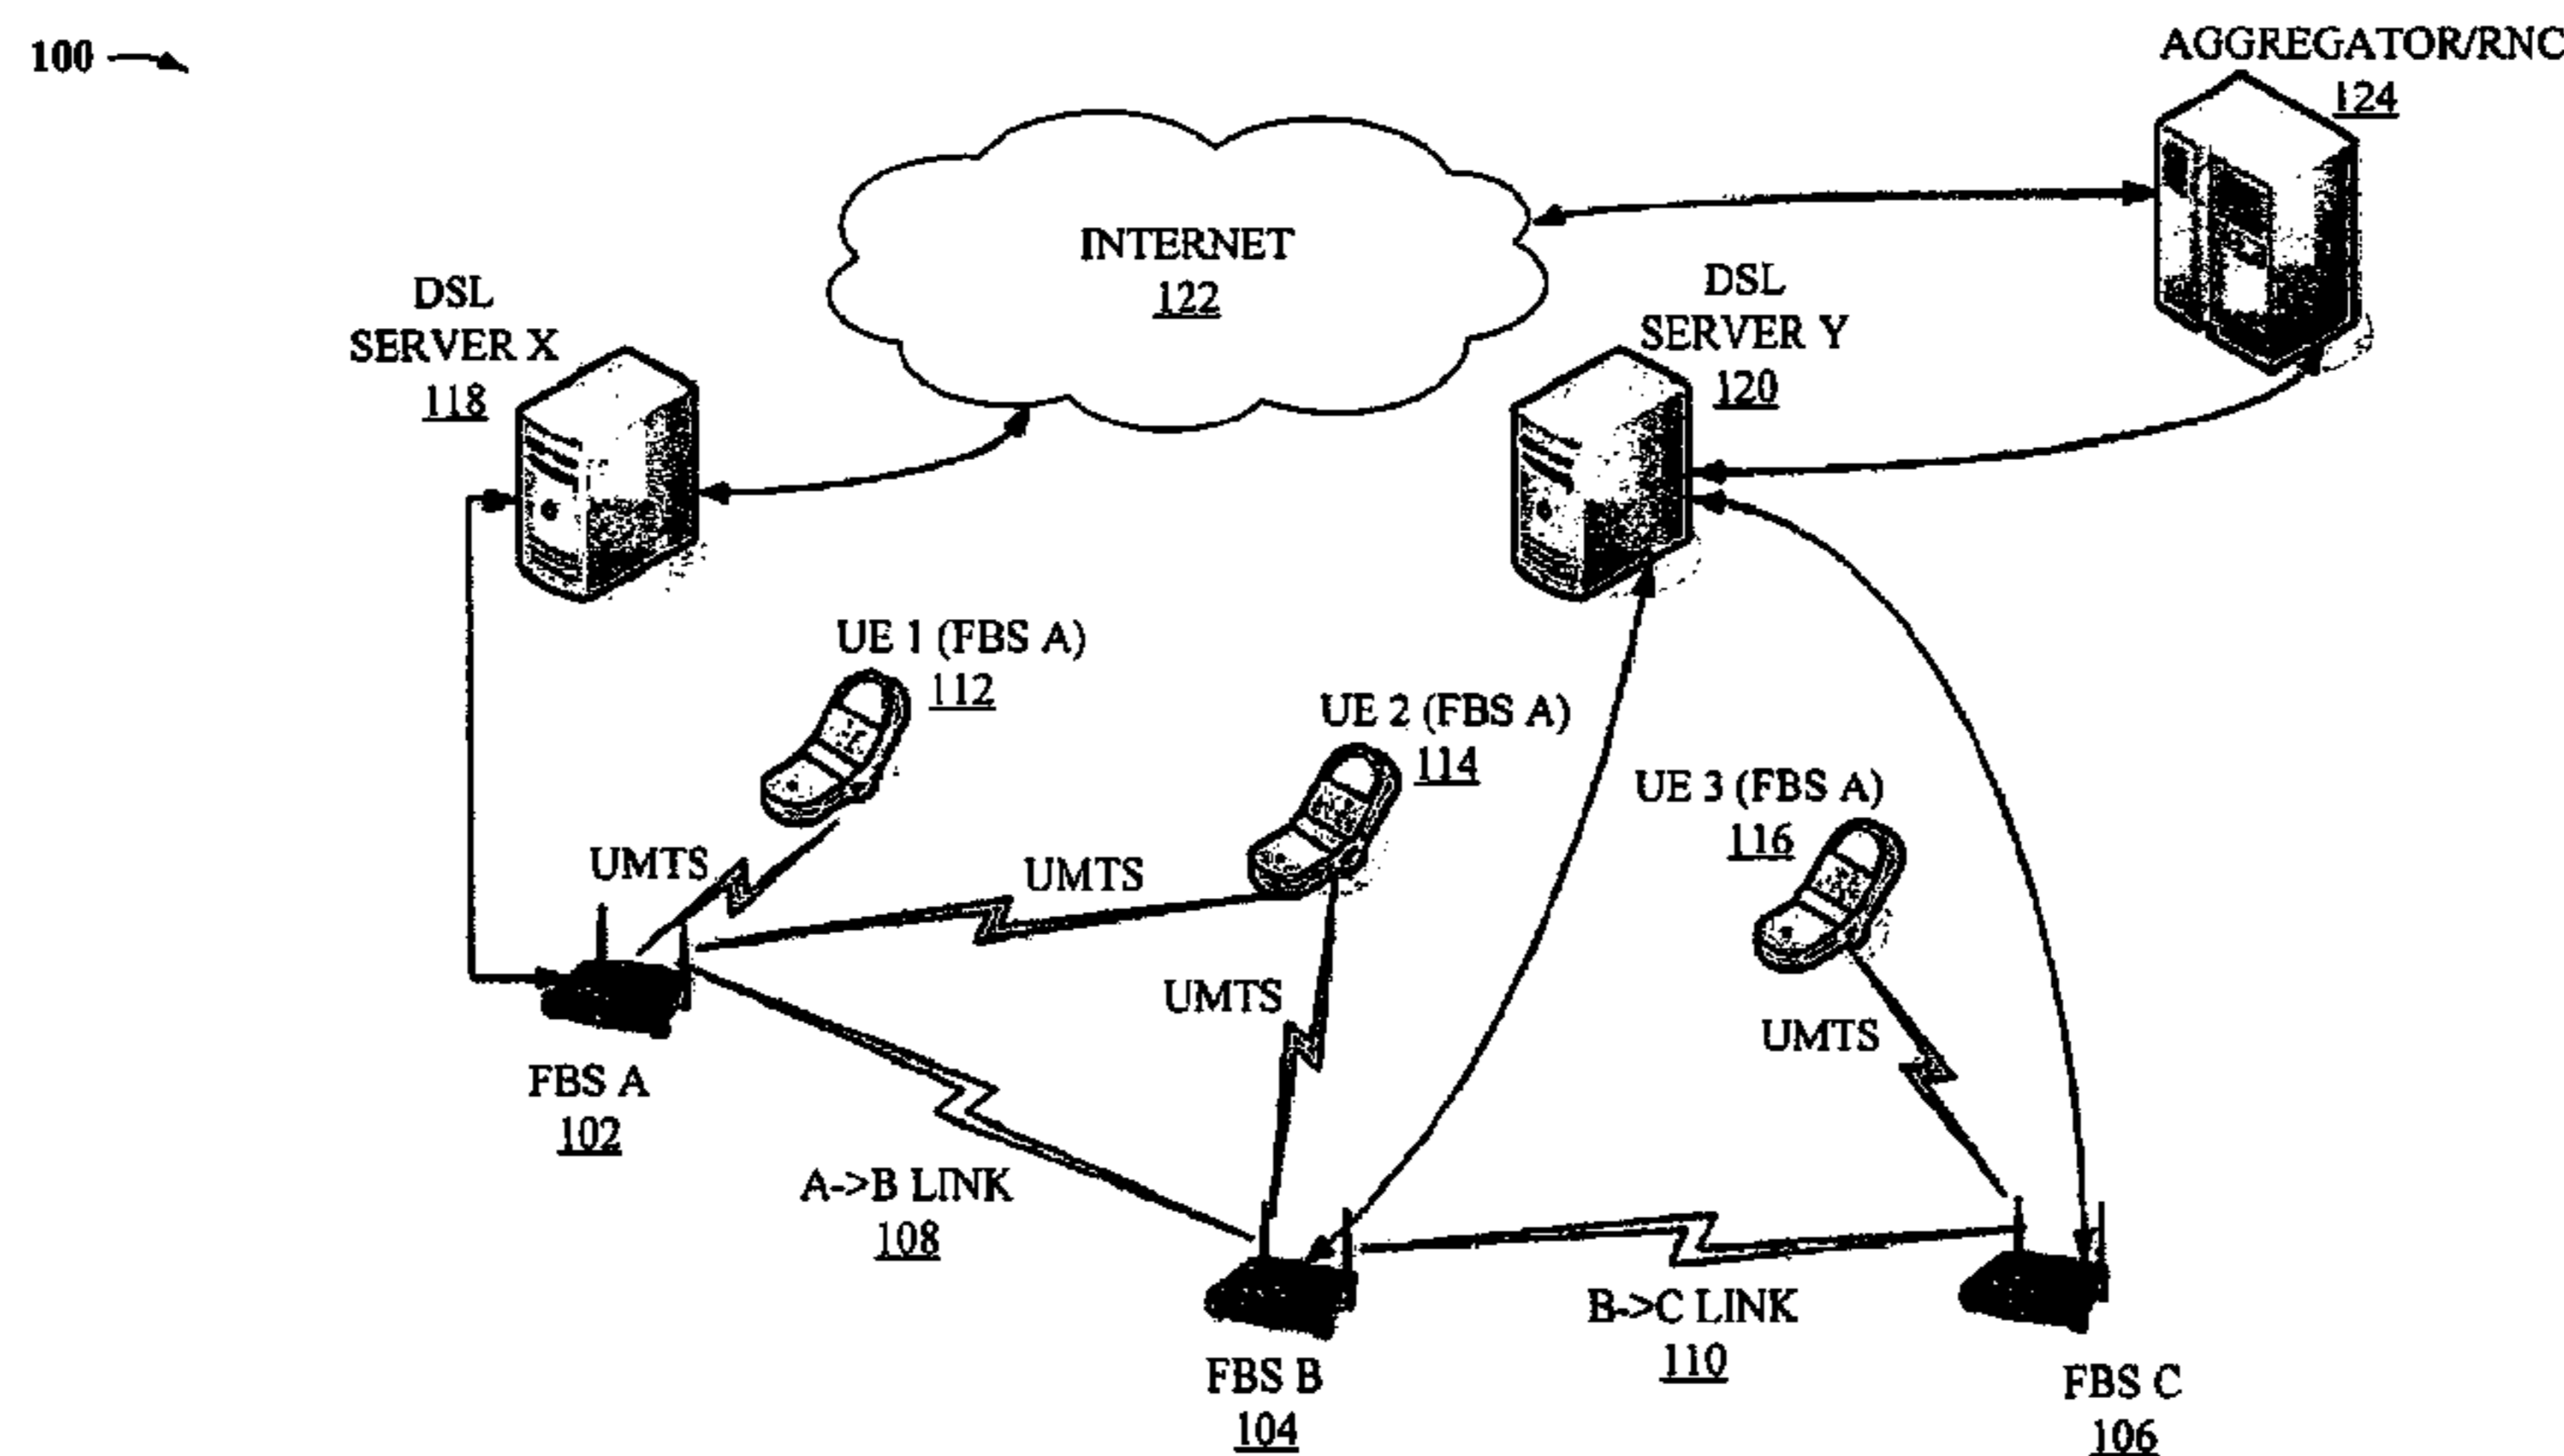 100
AGGREGATOR/RNC
124
INTERNET
122
DSL
SERVER X
118
DSL
SERVER Y
120
UE 1 (FBS A)
112
UE 2 (FBS A)
114
UE 3 (FBS A)
116
UMTS
UMTS
UMTS
UMTS
FBS A
102
A->B LINK
108
B->C LINK
110
FBS B
104
FBS C
106